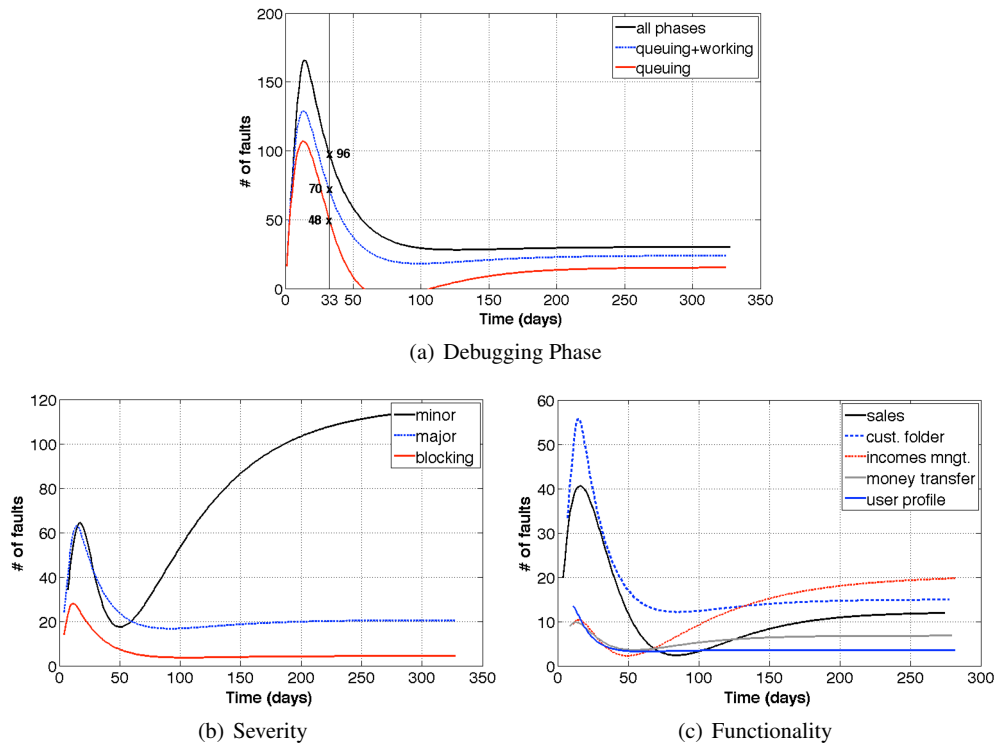 200
150
100
50
0
# of faults
all phases
queuing+working
queuing
96
70
48
0 33 50 100 150 200 250 300 350
Time (days)
(a) Debugging Phase
120
100
80
60
40
20
0
# of faults
minor
major
blocking
0 50 100 150 200 250 300 350
Time (days)
(b) Severity
60
50
40
30
20
10
0
# of faults
sales
cust. folder
incomes mngt.
money transfer
user profile
0 50 100 150 200 250 300
Time (days)
(c) Functionality